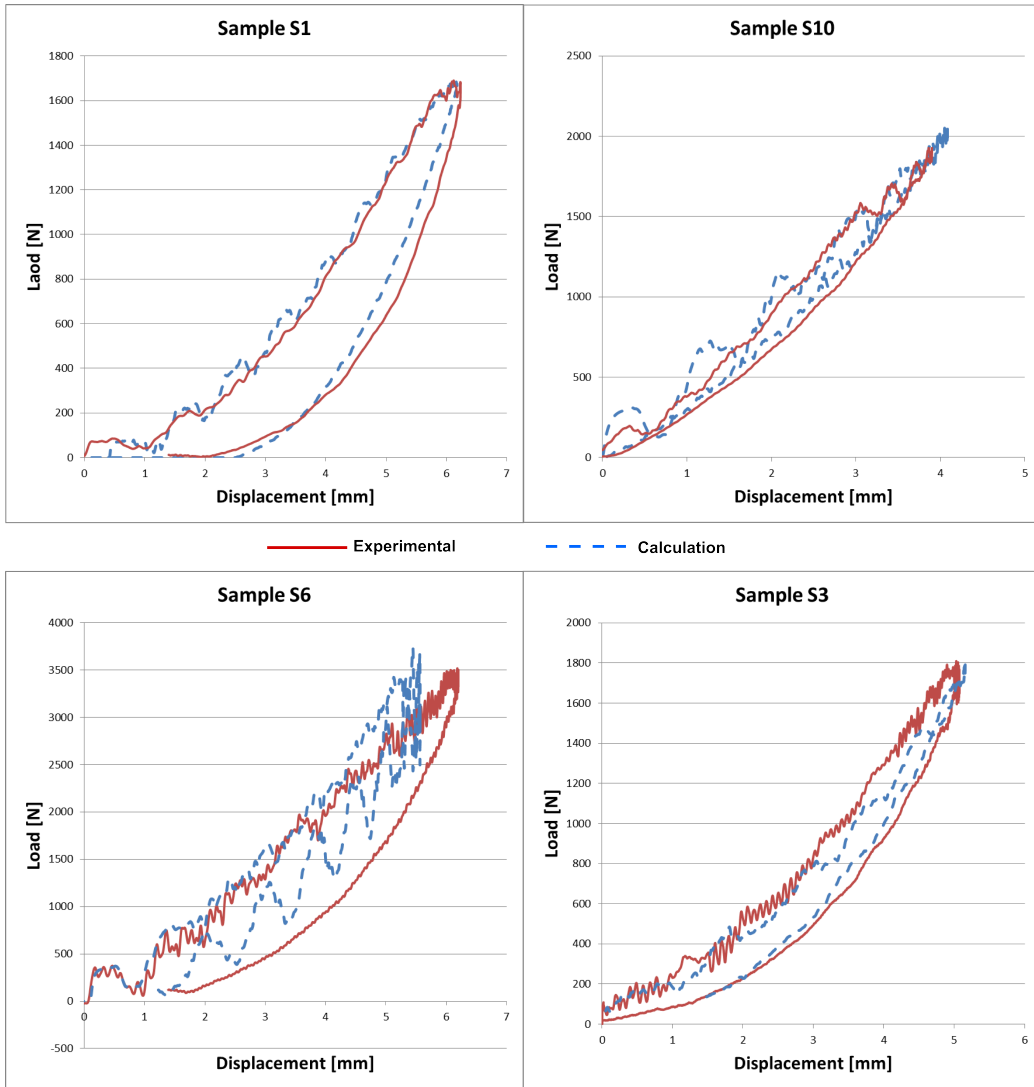 Sample S1
Laod [N]
1800
1600
1400
1200
1000
800
600
400
200
0
0 1 2 3 4 5 6 7
Displacement [mm]
Sample S10
Load [N]
2500
2000
1500
1000
500
0
0 1 2 3 4 5
Displacement [mm]
Experimental
Calculation
Sample S6
Load [N]
4000
3500
3000
2500
2000
1500
1000
500
0
-500
0 1 2 3 4 5 6 7
Displacement [mm]
Sample S3
Load [N]
2000
1800
1600
1400
1200
1000
800
600
400
200
0
0 1 2 3 4 5 6
Displacement [mm]